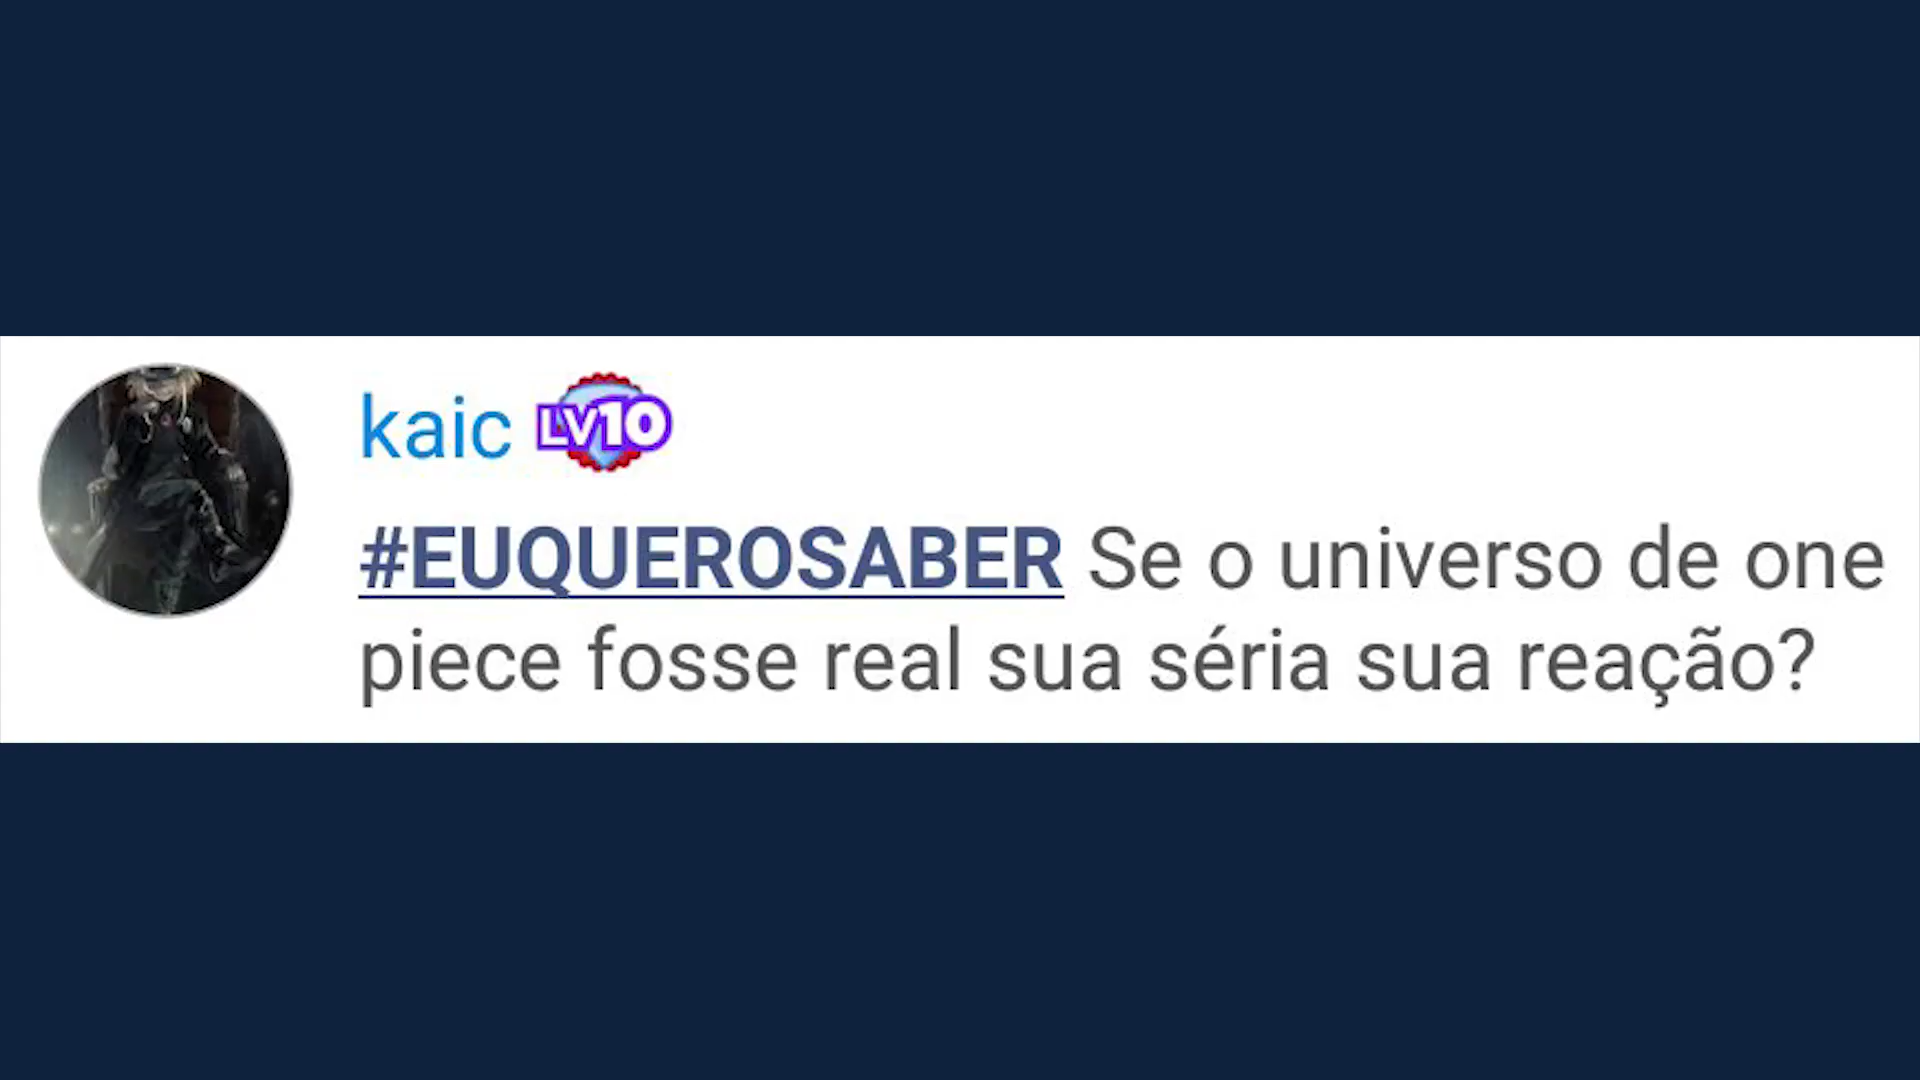 kaic LV10
#EUQUEROSABER Se o universo de one
piece fosse real sua séria sua reação?